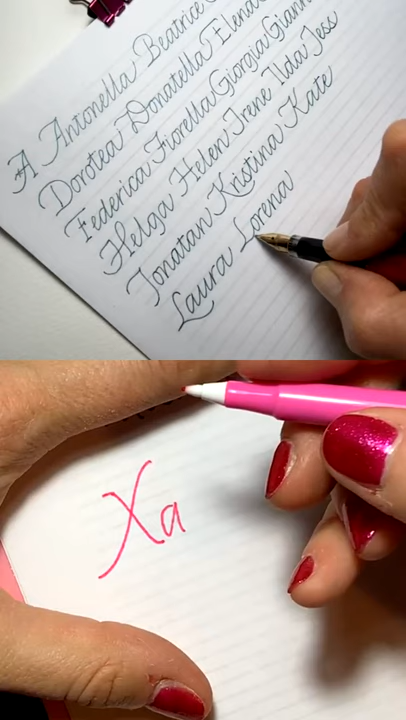 A Antonella Beatrice
Dorotea Donatella Elena
Federica Fiorella Giorgia Giann
Helga Helen Irene Ilda Jess
Jonatan Kristina Kate
Laura Lorena
Xa